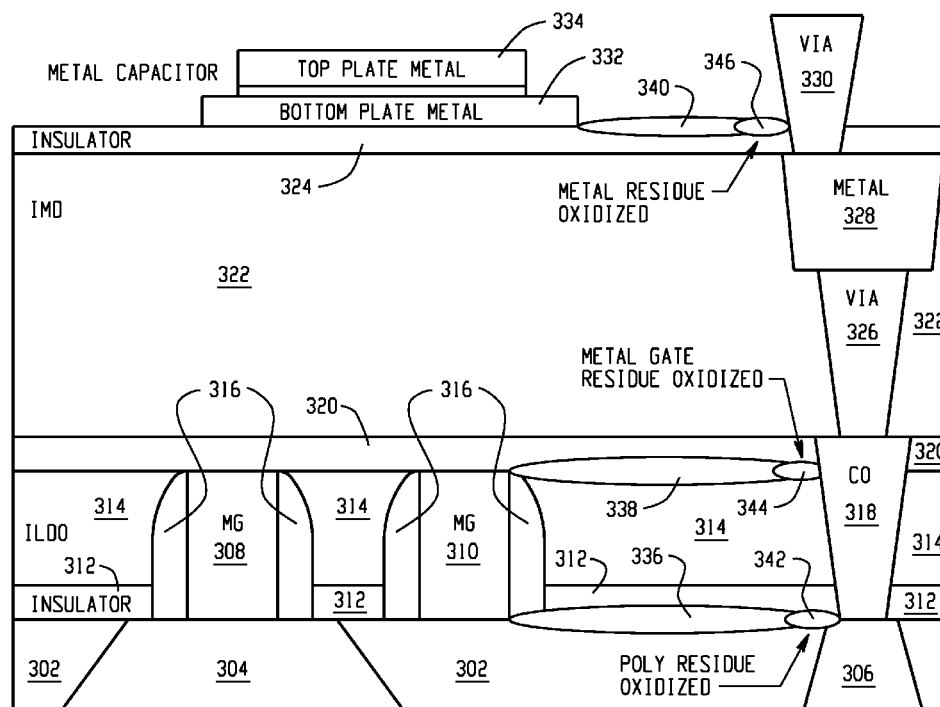 334
VIA
330
METAL CAPACITOR
TOP PLATE METAL
332
340
346
BOTTOM PLATE METAL
INSULATOR
324
METAL RESIDUE
OXIDIZED
METAL
328
IMD
322
VIA
326
322
METAL GATE
RESIDUE OXIDIZED
316
320
316
320
CO
318
314
MG
308
314
MG
310
338
344
314
314
ILDO
312
312
336
342
INSULATOR
312
312
302
304
302
POLY RESIDUE
OXIDIZED
306